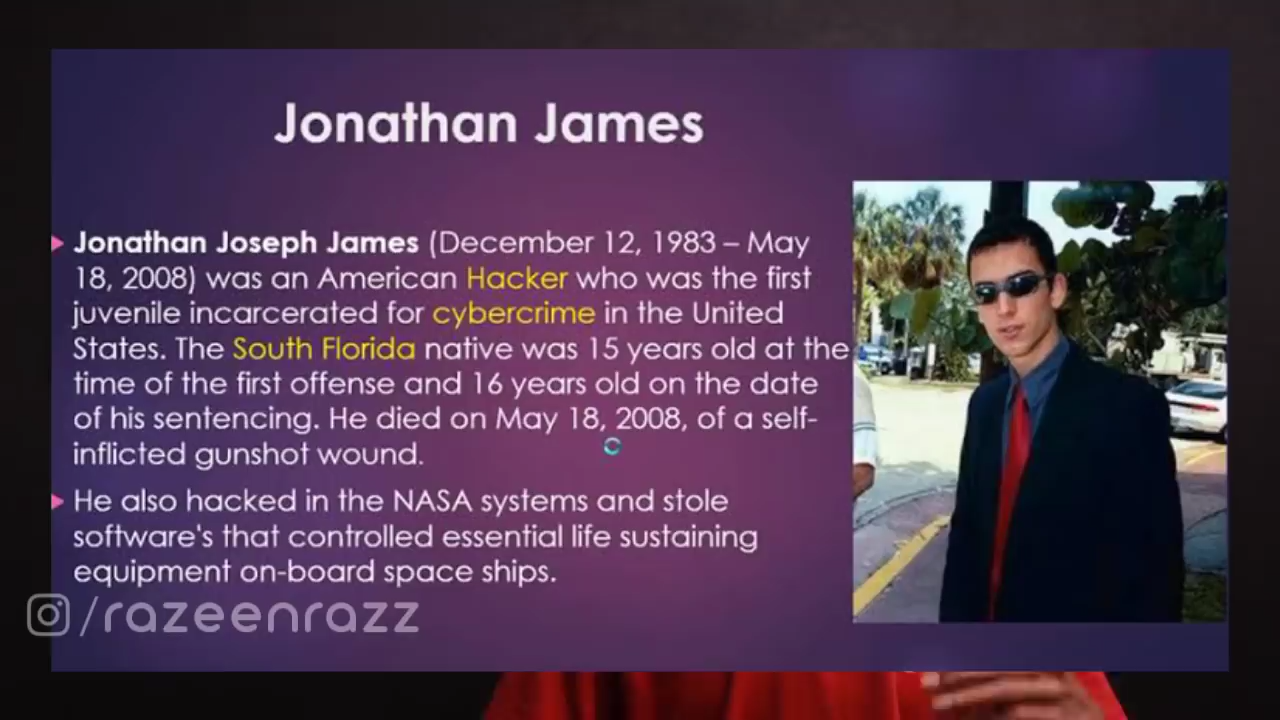 Jonathan James
Jonathan Joseph James (December 12, 1983 – May
18, 2008) was an American Hacker who was the first
juvenile incarcerated for cybercrime in the United
States. The South Florida native was 15 years old at the
time of the first offense and 16 years old on the date
of his sentencing. He died on May 18, 2008, of a self-
inflicted gunshot wound.
He also hacked in the NASA systems and stole
software's that controlled essential life sustaining
equipment on-board space ships.
/razeenrazz